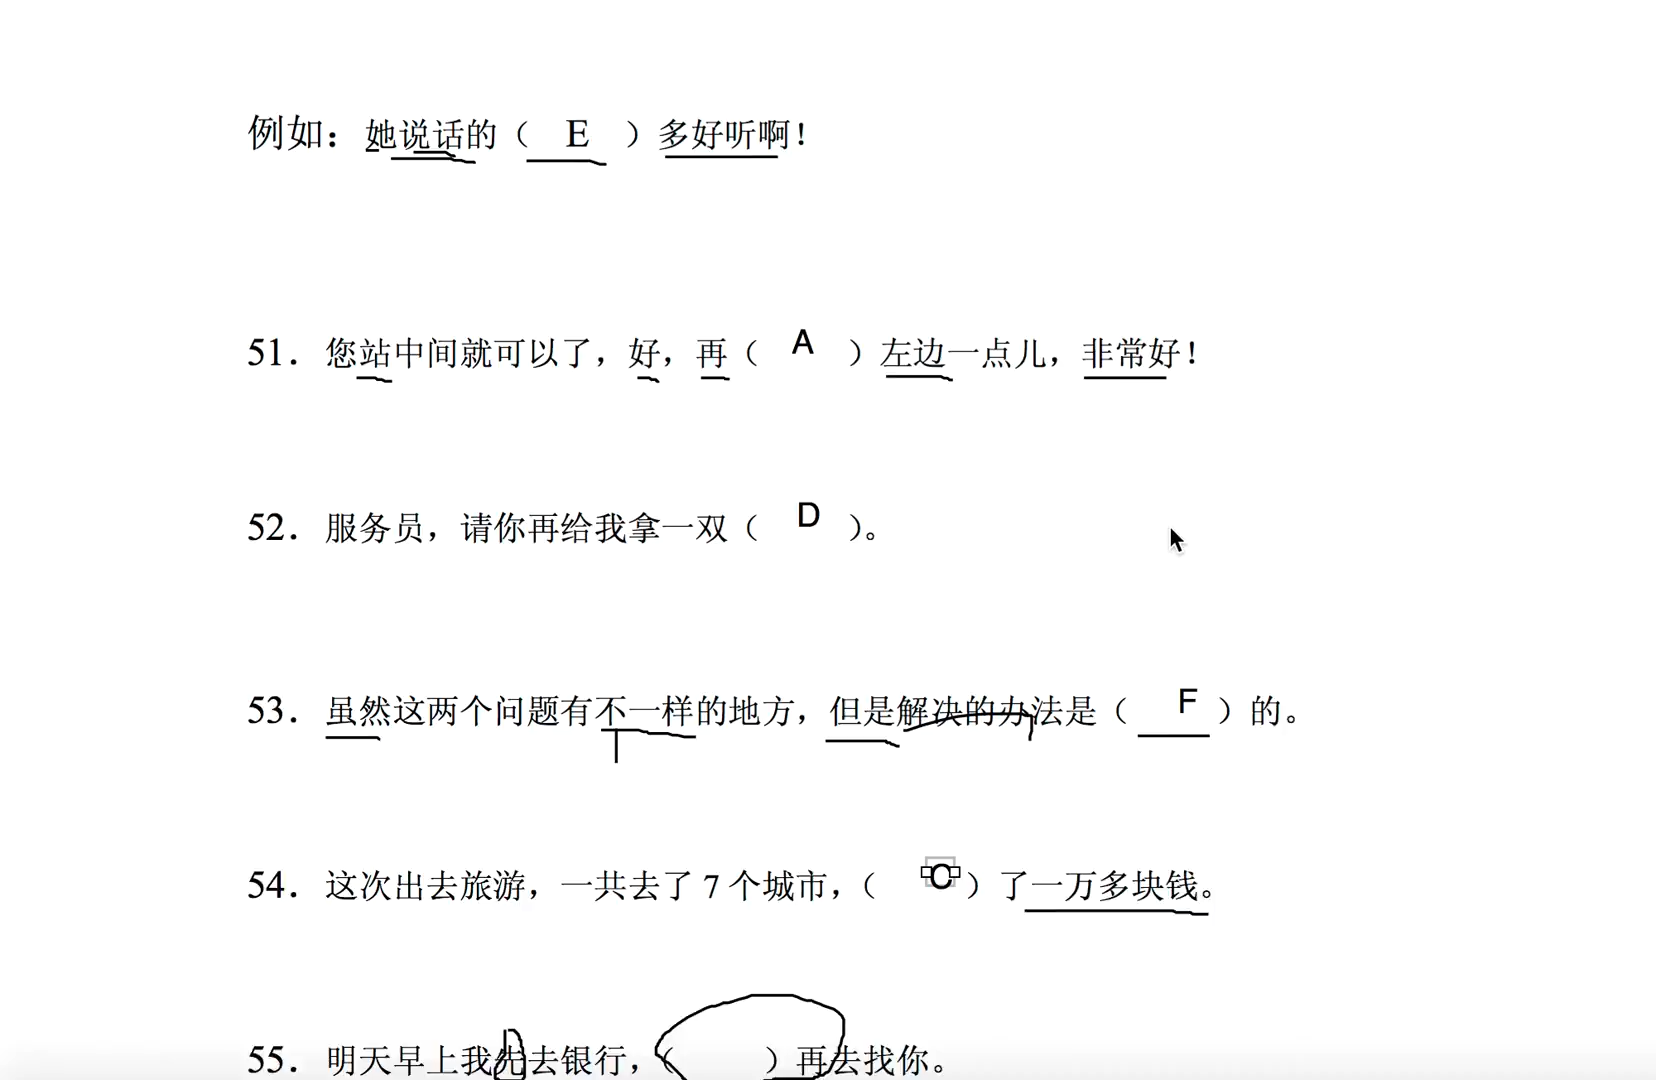 例如：她说话的（ E ）多好听啊！
51．您站中间就可以了，好，再（ A ）左边一点儿，非常好！
52．服务员，请你再给我拿一双（ D ）。
53．虽然这两个问题有不一样的地方，但是解决的办法是（ F ）的。
54．这次出去旅游，一共去了 7 个城市，（ C ）了一万多块钱。
55．明天早上我先去银行，（ ）再去找你。